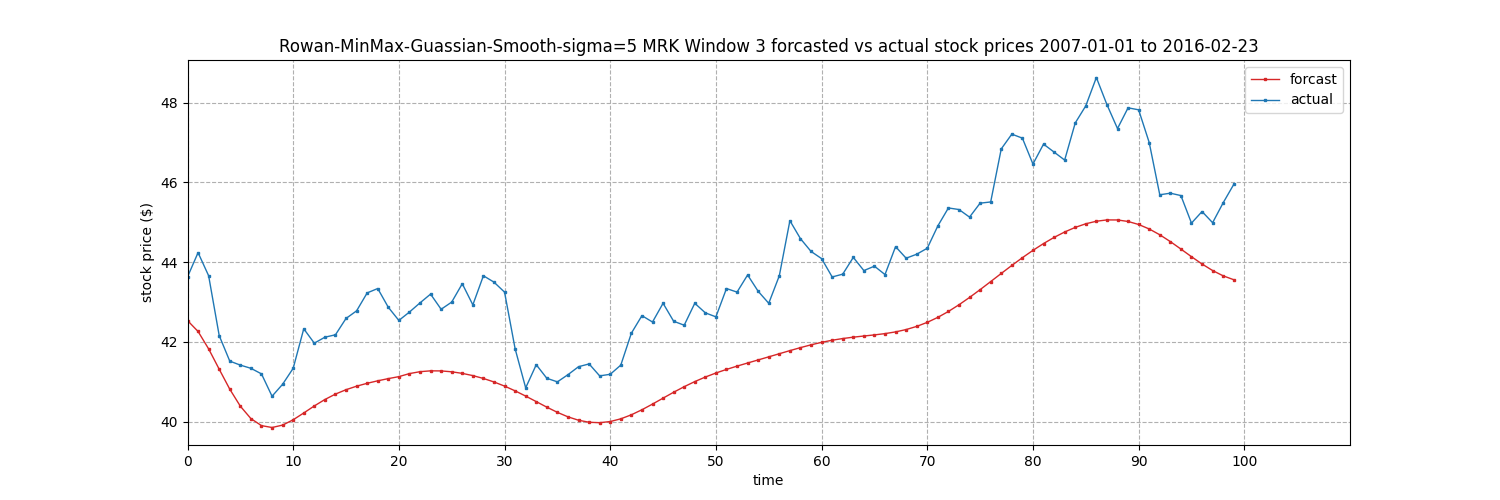 Rowan-MinMax-Guassian-Smooth-sigma=5 MRK Window 3 forcasted vs actual stock prices 2007-01-01 to 2016-02-23
forcast
actual
48
46
44
42
40
stock price ($)
0 10 20 30 40 50 60 70 80 90 100
time